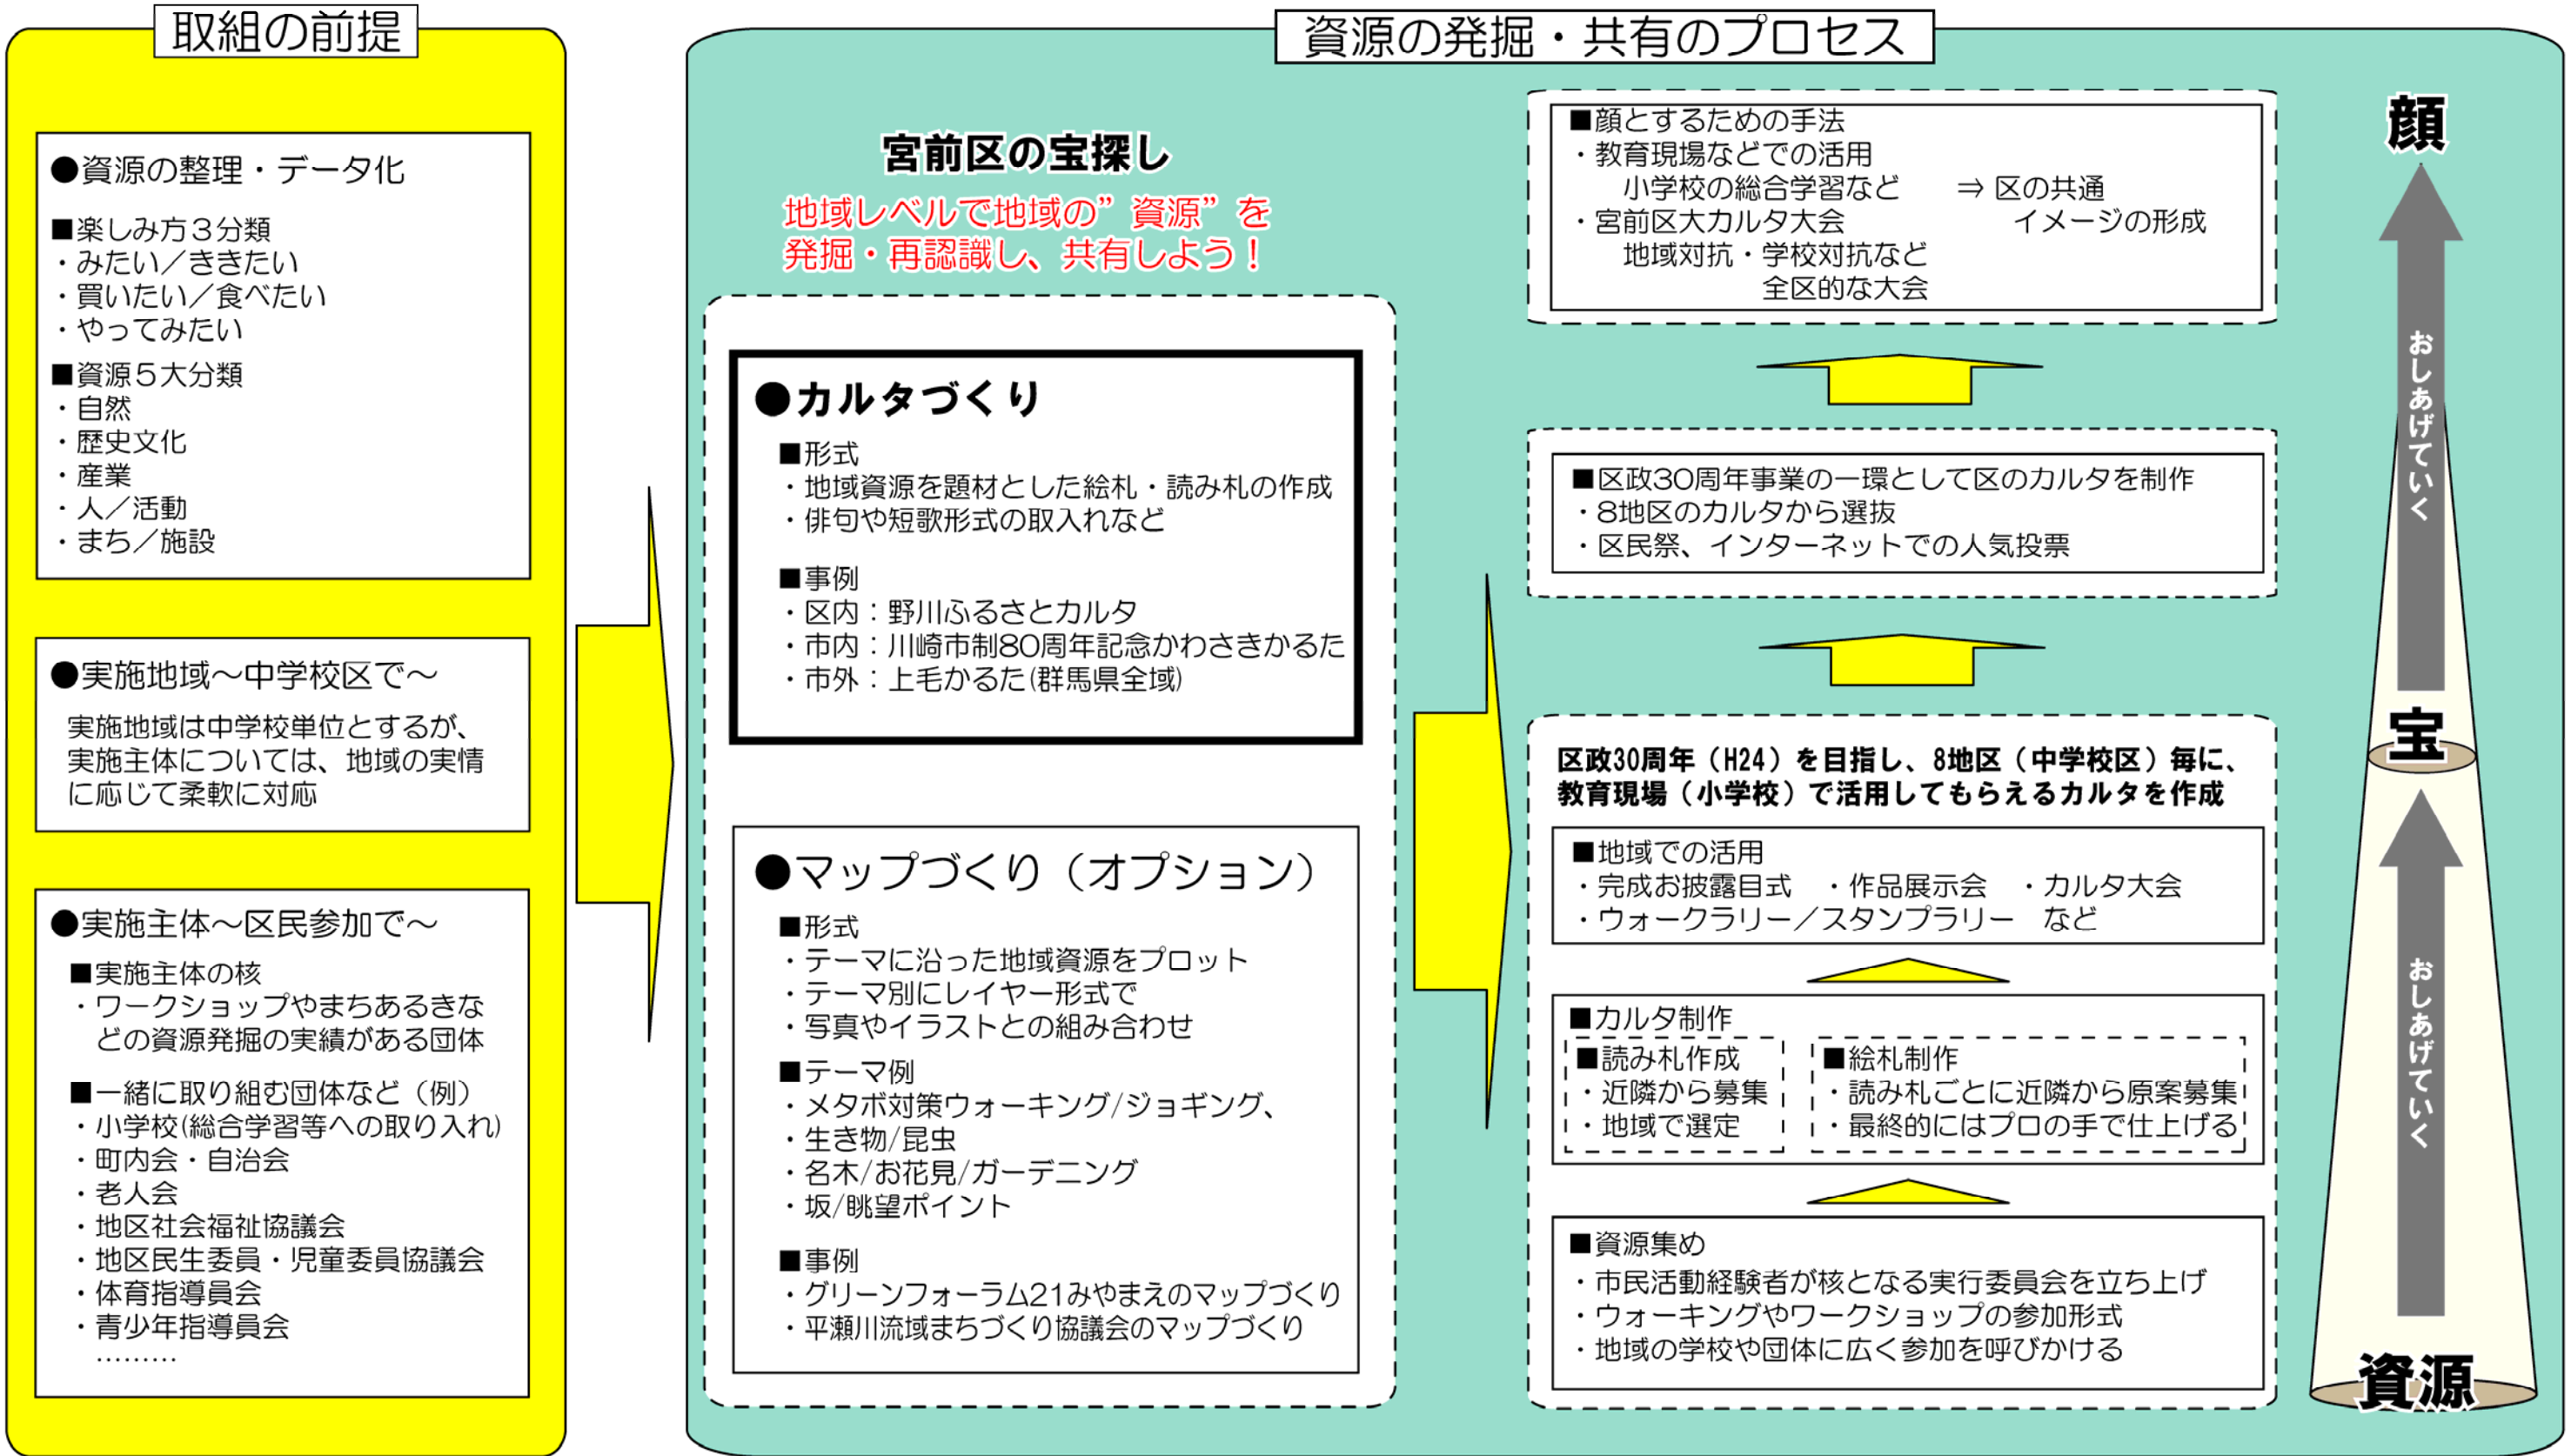 取組の前提
●資源の整理・データ化
■楽しみ方３分類
・みたい／ききたい
・買いたい／食べたい
・やってみたい
■資源５大分類
・自然
・歴史文化
・産業
・人／活動
・まち／施設
●実施地域～中学校区で～
実施地域は中学校単位とするが、
実施主体については、地域の実情
に応じて柔軟に対応
●実施主体～区民参加で～
■実施主体の核
・ワークショップやまちあるきな
どの資源発掘の実績がある団体
■一緒に取り組む団体など（例）
・小学校(総合学習等への取り入れ)
・町内会・自治会
・老人会
・地区社会福祉協議会
・地区民生委員・児童委員協議会
・体育指導員会
・青少年指導員会
………
資源の発掘・共有のプロセス
宮前区の宝探し
地域レベルで地域の”資源”を
発掘・再認識し、共有しよう！
●カルタづくり
■形式
・地域資源を題材とした絵札・読み札の作成
・俳句や短歌形式の取入れなど
■事例
・区内：野川ふるさとカルタ
・市内：川崎市制80周年記念かわさきかるた
・市外：上毛かるた(群馬県全域)
●マップづくり（オプション）
■形式
・テーマに沿った地域資源をプロット
・テーマ別にレイヤー形式で
・写真やイラストとの組み合わせ
■テーマ例
・メタボ対策ウォーキング/ジョギング、
・生き物/昆虫
・名木/お花見/ガーデニング
・坂/眺望ポイント
■事例
・グリーンフォーラム21みやまえのマップづくり
・平瀬川流域まちづくり協議会のマップづくり
■顔とするための手法
・教育現場などでの活用
小学校の総合学習など　⇒ 区の共通
・宮前区大カルタ大会　イメージの形成
地域対抗・学校対抗など
全区的な大会
■区政30周年事業の一環として区のカルタを制作
・8地区のカルタから選抜
・区民祭、インターネットでの人気投票
区政30周年（H24）を目指し、8地区（中学校区）毎に、
教育現場（小学校）で活用してもらえるカルタを作成
■地域での活用
・完成お披露目式　・作品展示会　・カルタ大会
・ウォークラリー／スタンプラリー　など
■カルタ制作
■読み札作成
・近隣から募集
・地域で選定
■絵札制作
・読み札ごとに近隣から原案募集
・最終的にはプロの手で仕上げる
■資源集め
・市民活動経験者が核となる実行委員会を立ち上げ
・ウォーキングやワークショップの参加形式
・地域の学校や団体に広く参加を呼びかける
顔
おしあげていく
宝
おしあげていく
資源